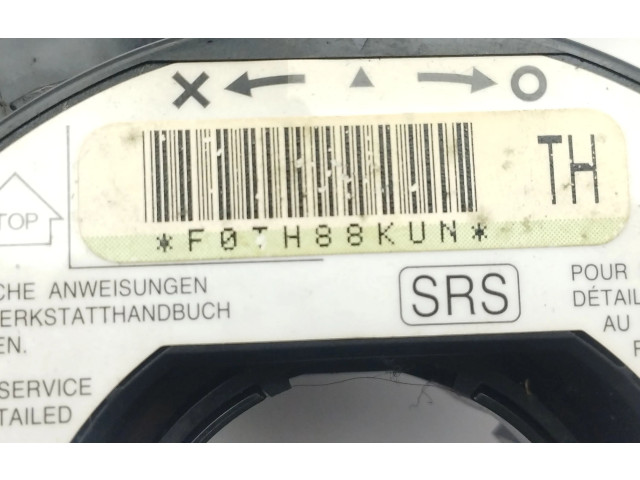 TH
*F0TH88KUN*
TOP
CHE ANWEISUNGEN
ERKSTATTHANDBUCH
EN.
SRS
POUR
DÉTAIL
AU
SERVICE
TAILED